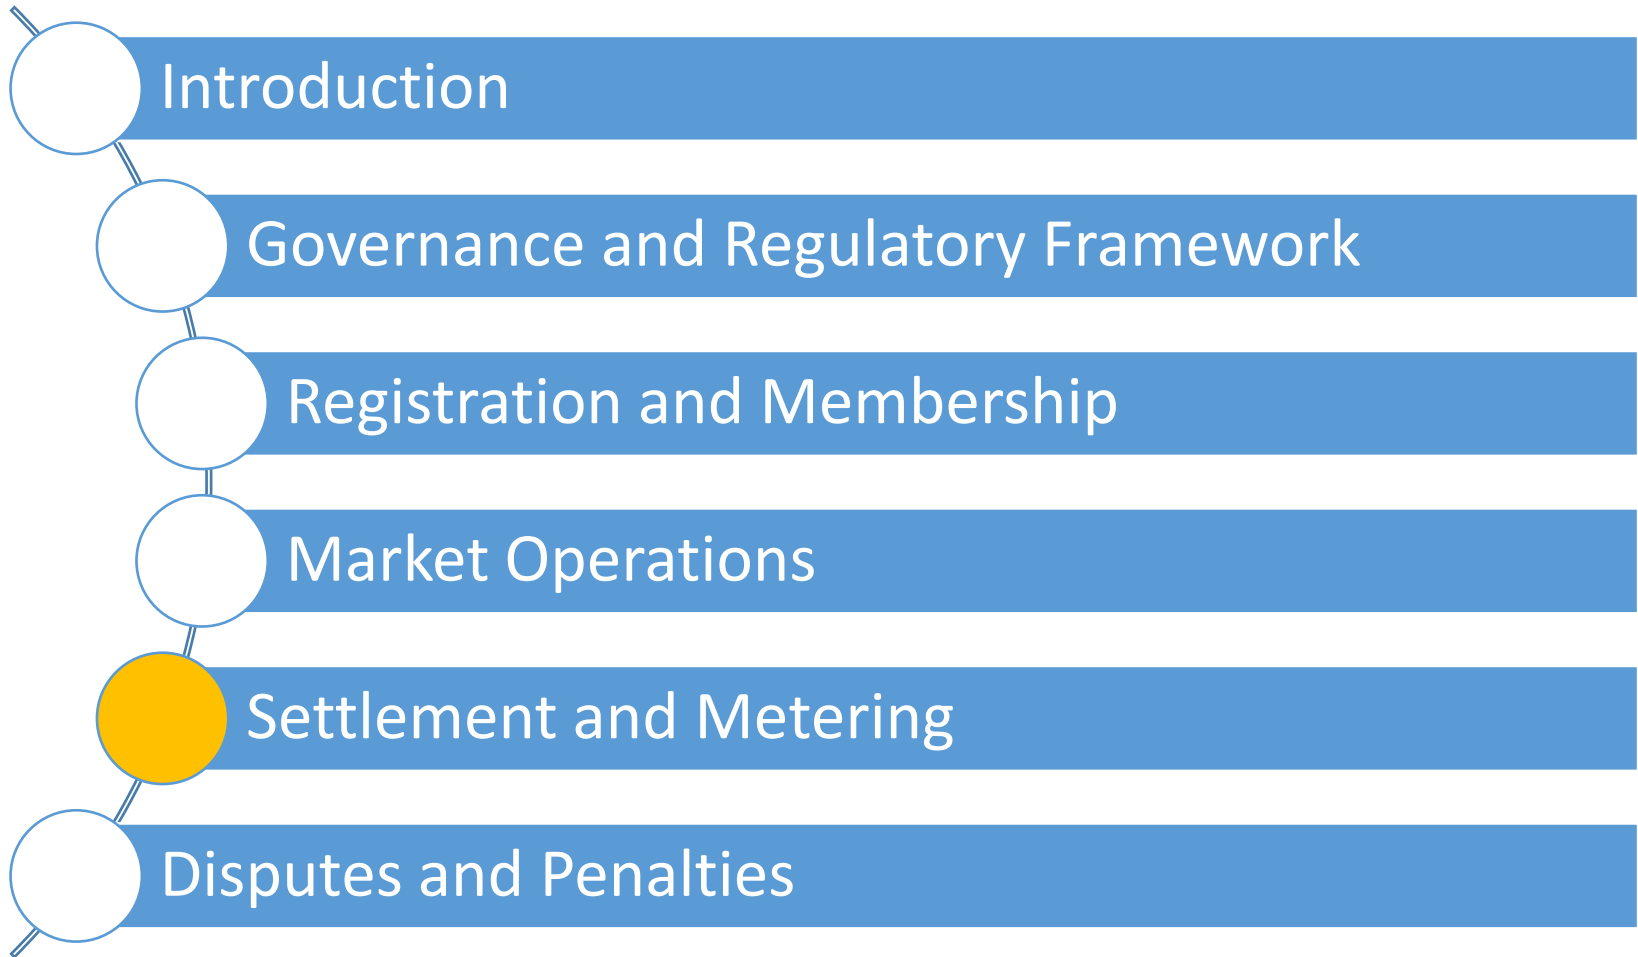 Introduction
Governance and Regulatory Framework
Registration and Membership
Market Operations
Settlement and Metering
Disputes and Penalties